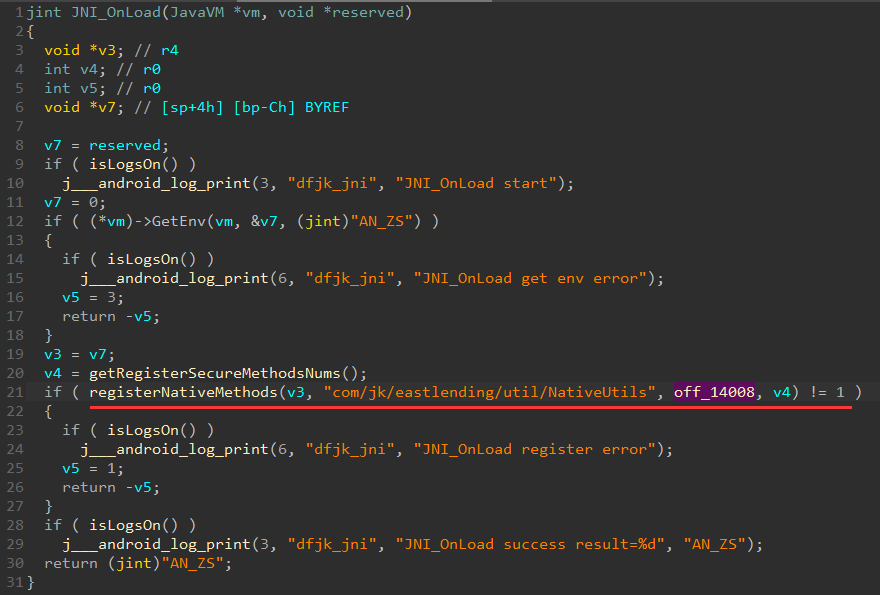 1 jint JNI_OnLoad(JavaVM *vm, void *reserved)
2 {
3 void *v3; // r4
4 int v4; // r0
5 int v5; // r0
6 void *v7; // [sp+4h] [bp-Ch] BYREF
7
8 v7 = reserved;
9 if ( isLogsOn() )
10 j___android_log_print(3, "dfjk_jni", "JNI_OnLoad start");
11 v7 = 0;
12 if ( (*vm)->GetEnv(vm, &v7, (jint)"AN_ZS") )
13 {
14 if ( isLogsOn() )
15 j___android_log_print(6, "dfjk_jni", "JNI_OnLoad get env error");
16 v5 = 3;
17 return -v5;
18 }
19 v3 = v7;
20 v4 = getRegisterSecureMethodsNums();
21 if ( registerNativeMethods(v3, "com/jk/eastlending/util/NativeUtils", off_14008, v4) != 1 )
22 {
23 if ( isLogsOn() )
24 j___android_log_print(6, "dfjk_jni", "JNI_OnLoad register error");
25 v5 = 1;
26 return -v5;
27 }
28 if ( isLogsOn() )
29 j___android_log_print(3, "dfjk_jni", "JNI_OnLoad success result=%d", "AN_ZS");
30 return (jint)"AN_ZS";
31 }